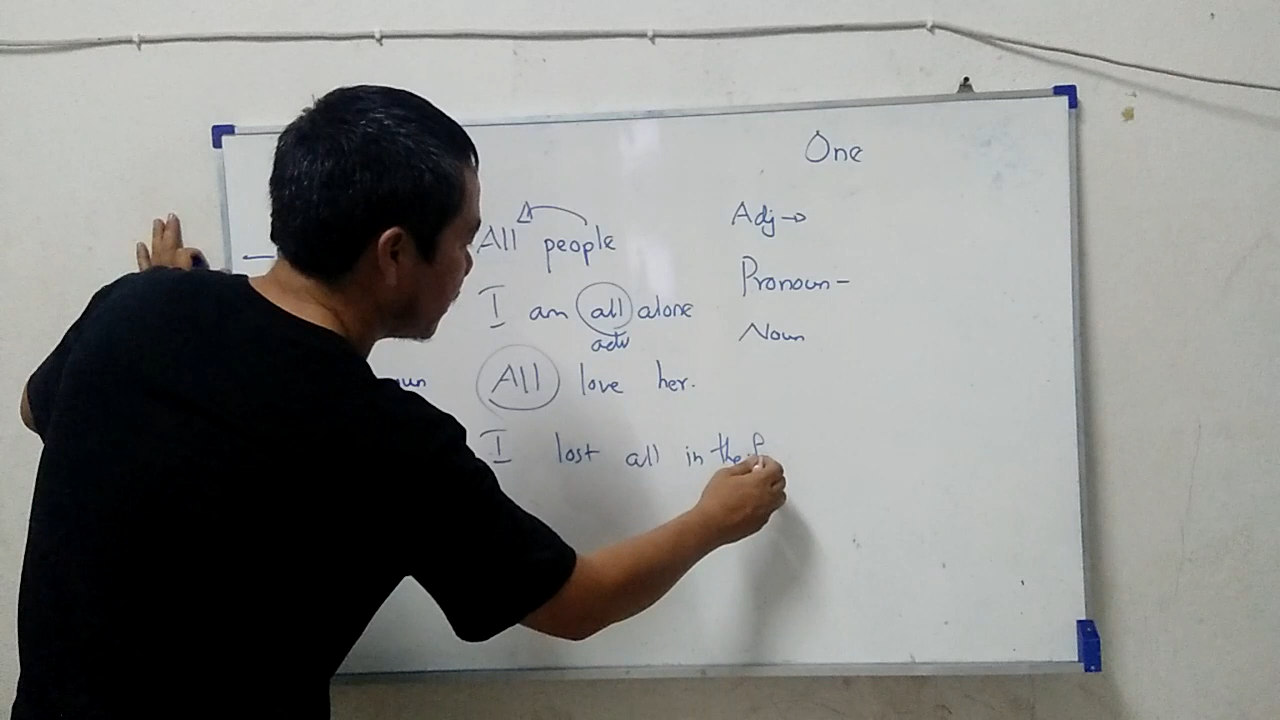 One
All people
Adj→
I am all alone
adv
Pronoun-
Noun
All love her.
I lost all in the f